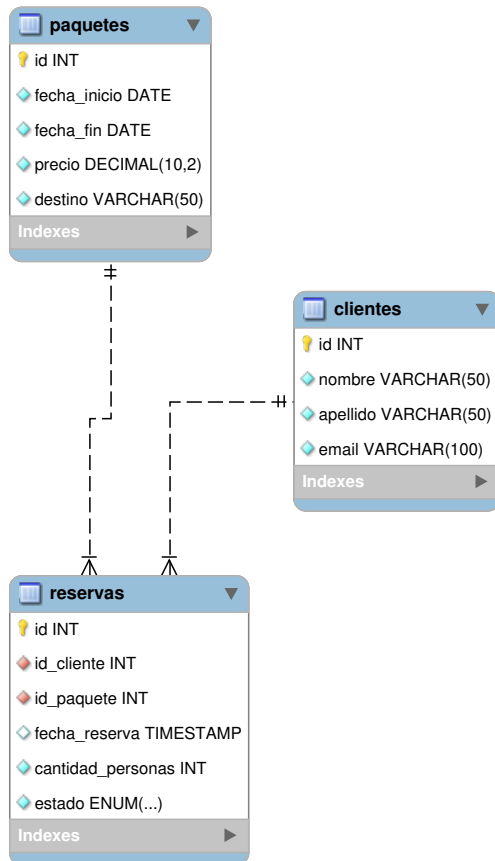 paquetes
id INT
fecha_inicio DATE
fecha_fin DATE
precio DECIMAL(10,2)
destino VARCHAR(50)
Indexes
clientes
id INT
nombre VARCHAR(50)
apellido VARCHAR(50)
email VARCHAR(100)
Indexes
reservas
id INT
id_cliente INT
id_paquete INT
fecha_reserva TIMESTAMP
cantidad_personas INT
estado ENUM(...)
Indexes